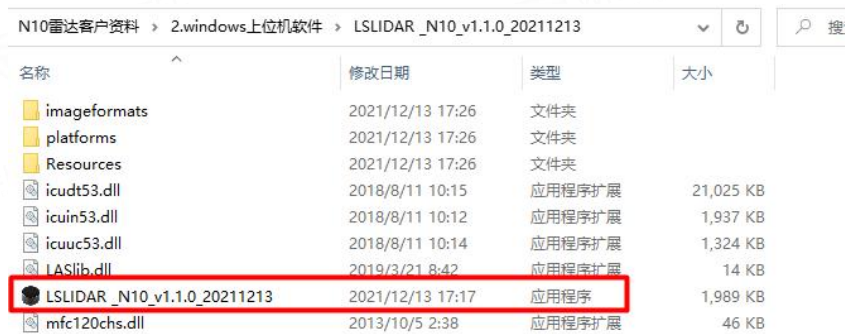 N10雷达客户资料 › 2.windows上位机软件 › LSLIDAR _N10_v1.1.0_20211213 搜
名称 修改日期 类型 大小
imageformats 2021/12/13 17:26 文件夹
platforms 2021/12/13 17:26 文件夹
Resources 2021/12/13 17:26 文件夹
icudt53.dll 2018/8/11 10:15 应用程序扩展 21,025 KB
icuin53.dll 2018/8/11 10:12 应用程序扩展 1,937 KB
icuuc53.dll 2018/8/11 10:14 应用程序扩展 1,324 KB
LASlib.dll 2019/3/21 8:42 应用程序扩展 14 KB
LSLIDAR _N10_v1.1.0_20211213 2021/12/13 17:17 应用程序 1,989 KB
mfc120chs.dll 2013/10/5 2:38 应用程序扩展 46 KB